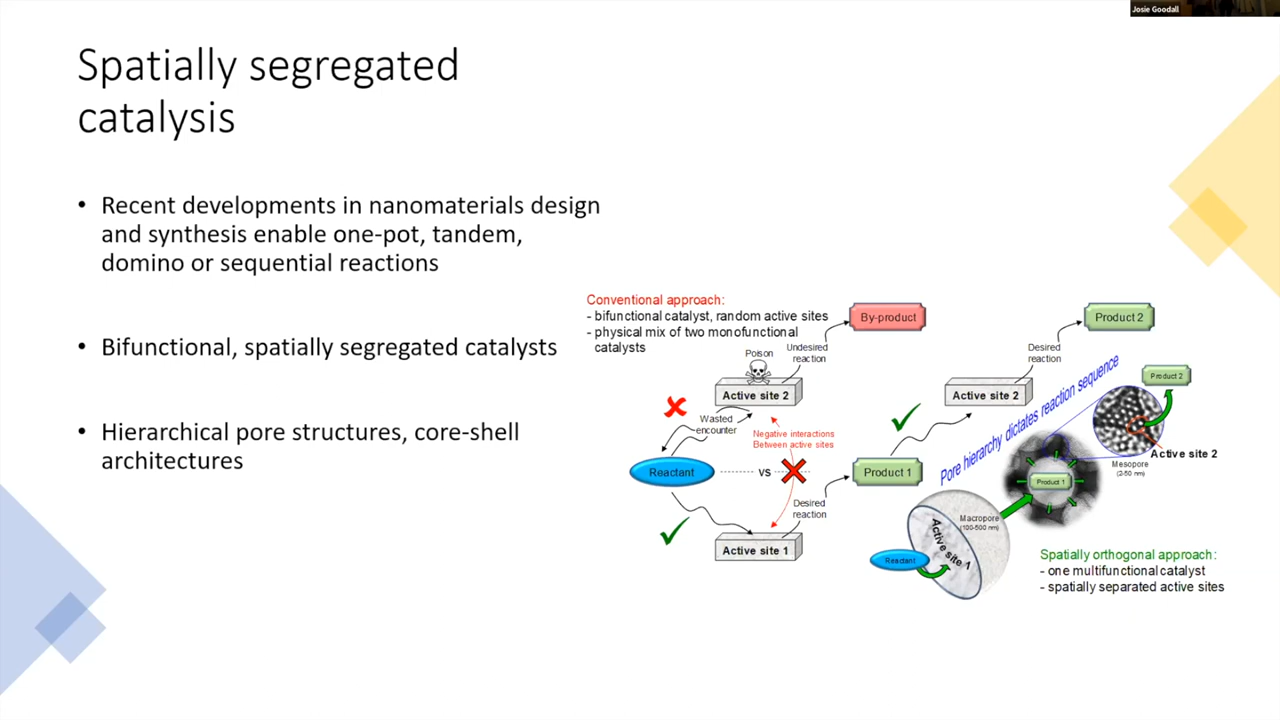 Josie Goodall
Spatially segregated
catalysis
• Recent developments in nanomaterials design
and synthesis enable one-pot, tandem,
domino or sequential reactions
• Bifunctional, spatially segregated catalysts
• Hierarchical pore structures, core-shell
architectures
Conventional approach:
- bifunctional catalyst, random active sites
- physical mix of two monofunctional
catalysts
Poison
Undesired
reaction
By-product
Active site 2
Wasted
encounter
Negative interactions
Between active sites
Reactant
vs
Desired
reaction
Active site 1
Product 1
Active site 2
Desired
reaction
Product 2
Pore hierarchy dictates reaction sequence
Reactant
Active site 1
Macropore
(100-500 nm)
Product 1
Mesopore
(2-50 nm)
Active site 2
Product 2
Spatially orthogonal approach:
- one multifunctional catalyst
- spatially separated active sites